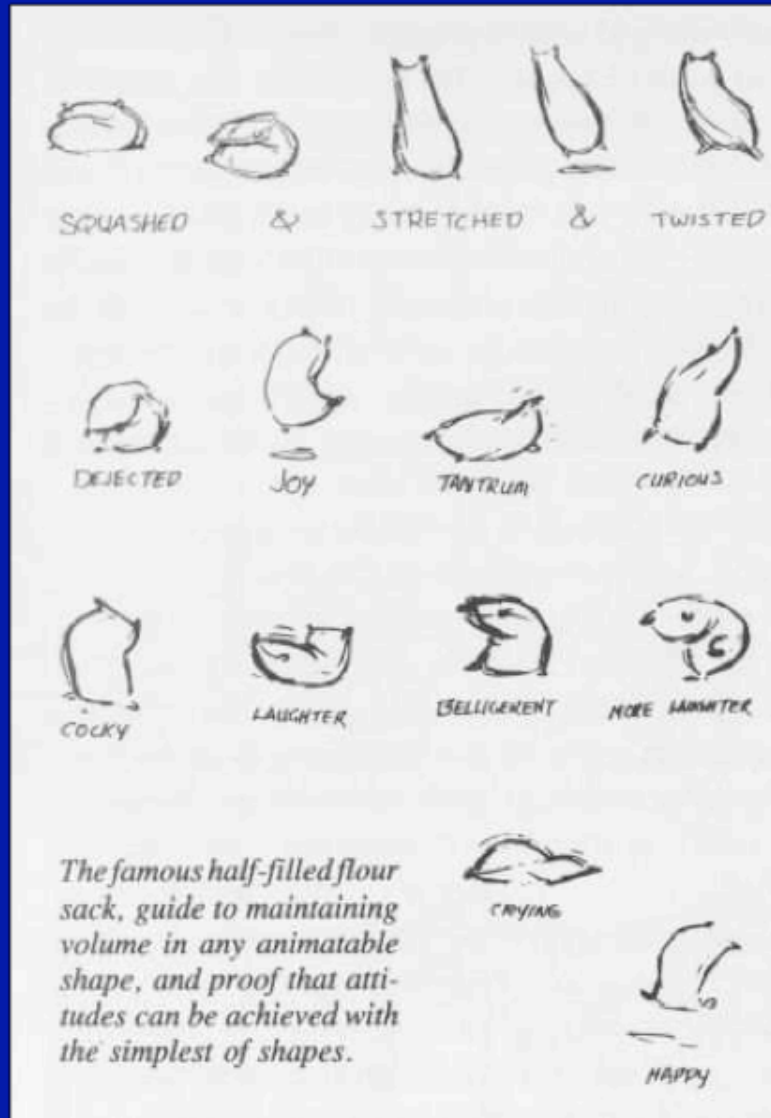 SQUASHED & STRETCHED & TWISTED
DEJECTED JOY TANTRUM CURIOUS
COCKY LAUGHTER BELLIGERENT MORE LAUGHTER
CRYING
The famous half-filled flour
sack, guide to maintaining
volume in any animatable
shape, and proof that atti-
tudes can be achieved with
the simplest of shapes.
HAPPY